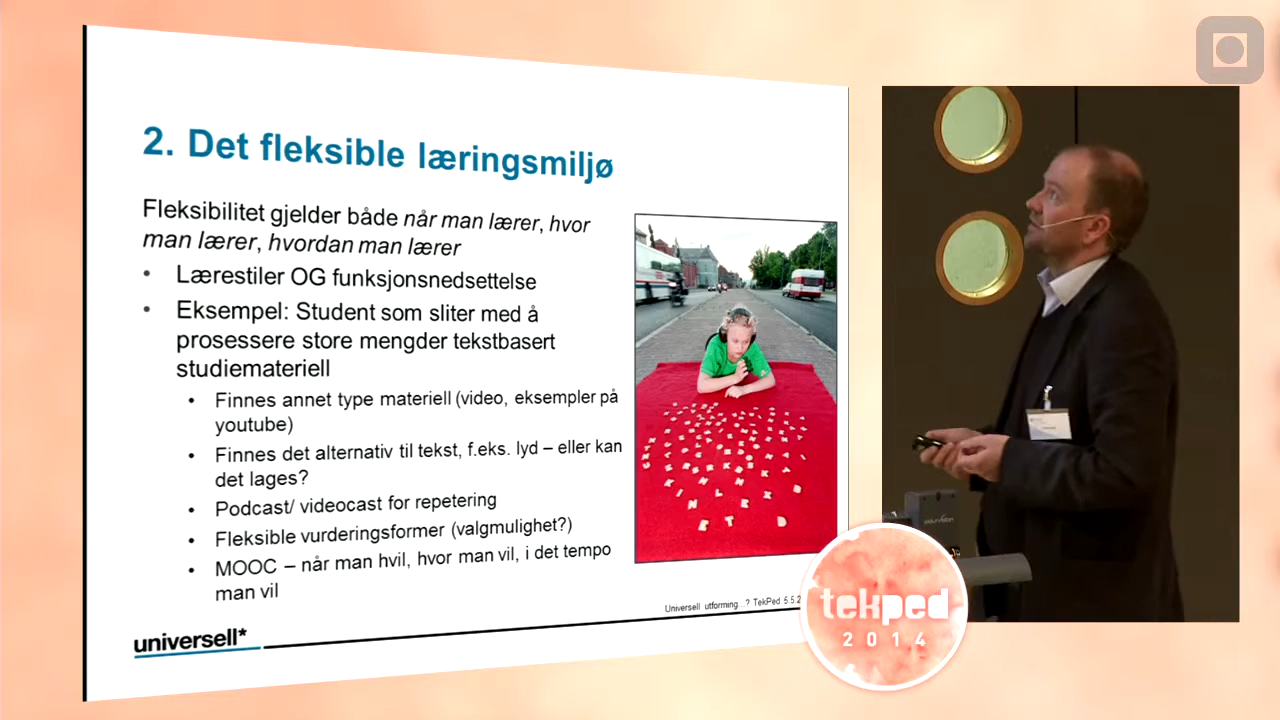 2. Det fleksible læringsmiljø
Fleksibilitet gjelder både når man lærer, hvor
man lærer, hvordan man lærer
• Lærestiler OG funksjonsnedsettelse
• Eksempel: Student som sliter med å
prosessere store mengder tekstbasert
studiemateriell
• Finnes annet type materiell (video, eksempler på
youtube)
• Finnes det alternativ til tekst, f.eks. lyd – eller kan
det lages?
• Podcast/ videocast for repetering
• Fleksible vurderingsformer (valgmulighet?)
• MOOC – når man hvil, hvor man vil, i det tempo
man vil
Universell utforming...? TekPed 5.5.2
universell*
tekped
2014